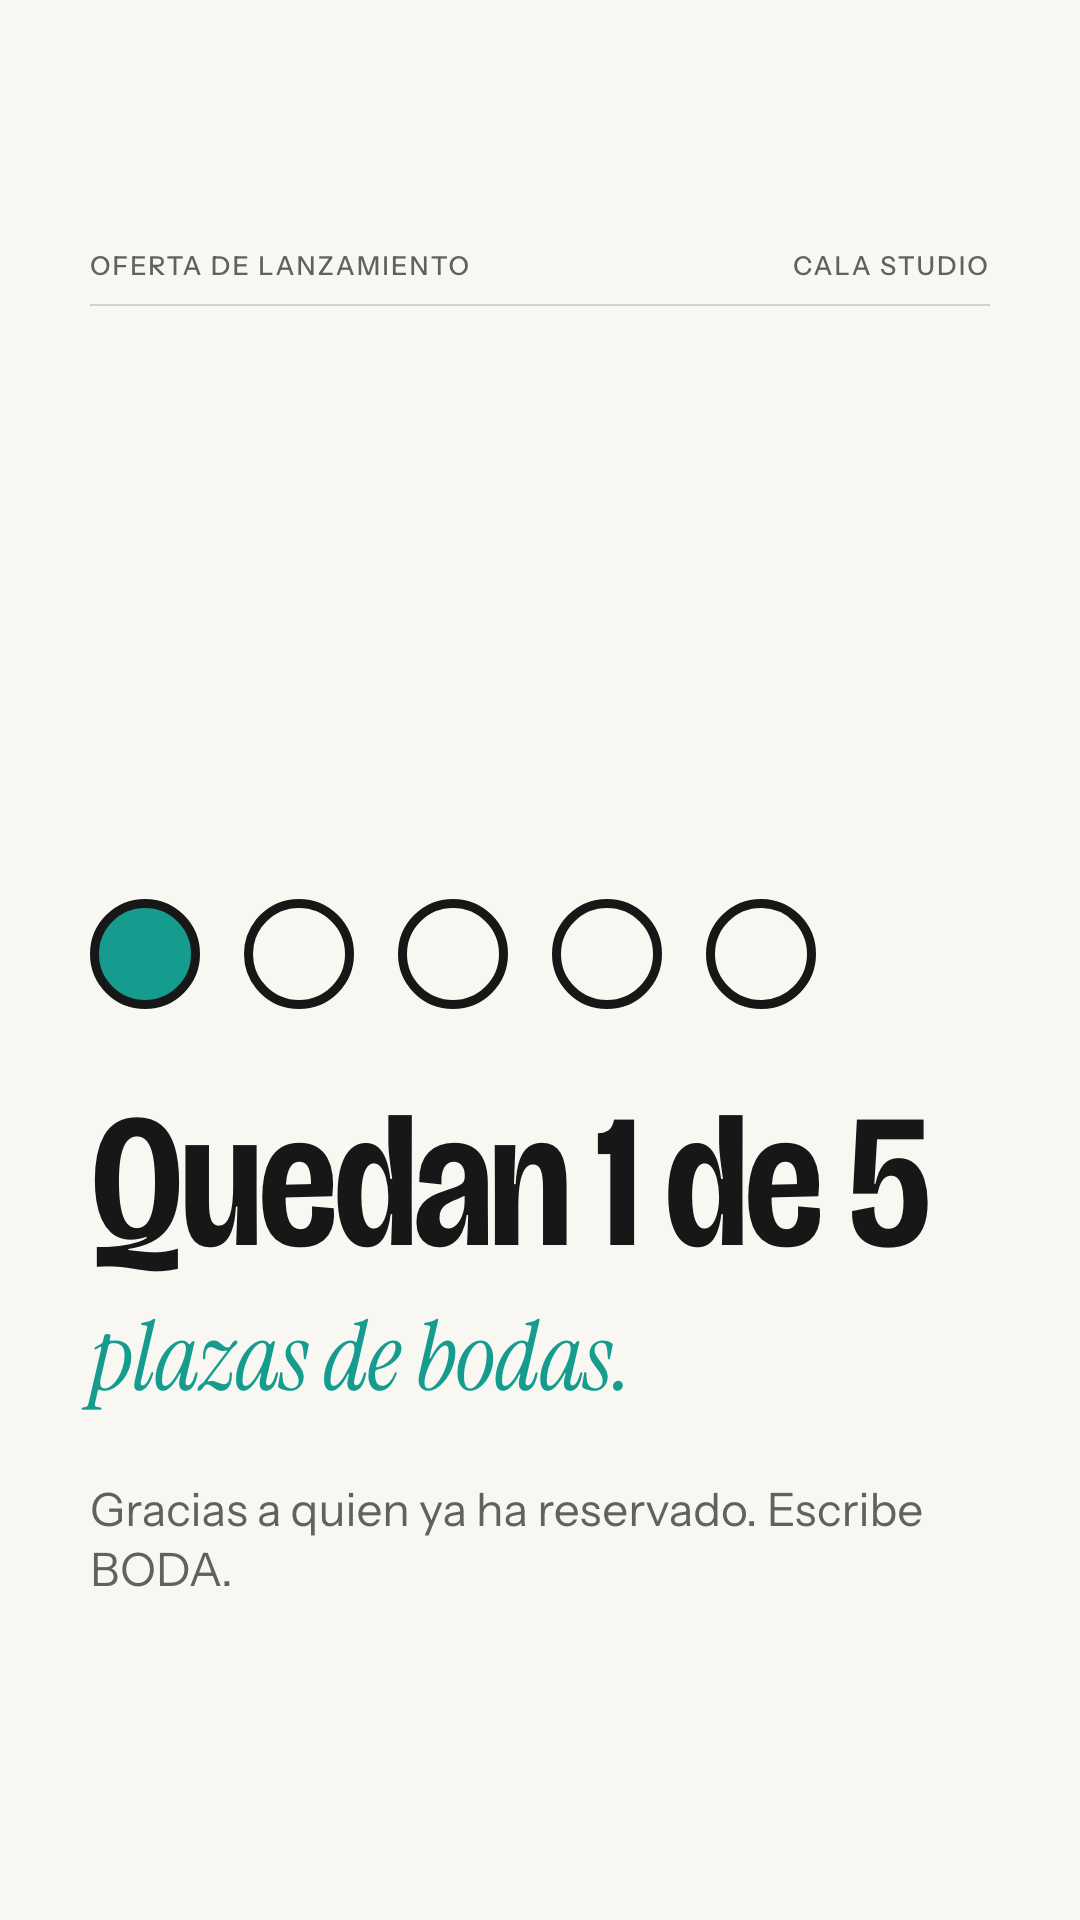 OFERTA DE LANZAMIENTO CALA STUDIO
Quedan 1 de 5
plazas de bodas.
Gracias a quien ya ha reservado. Escribe
BODA.